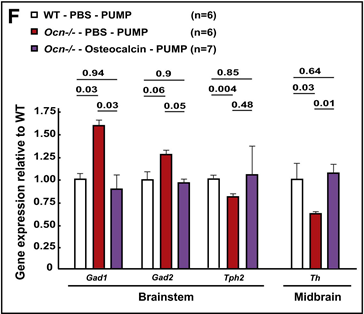 F
WT - PBS - PUMP (n=6)
Ocn-/- - PBS - PUMP (n=6)
Ocn-/- - Osteocalcin - PUMP (n=7)
Gene expression relative to WT
1.75
1.50
1.25
1.00
0.75
0.50
0.25
0.94 0.9 0.85 0.64
0.03 0.06 0.004 0.03
0.03 0.05 0.48 0.01
Gad1 Gad2 Tph2 Th
Brainstem Midbrain